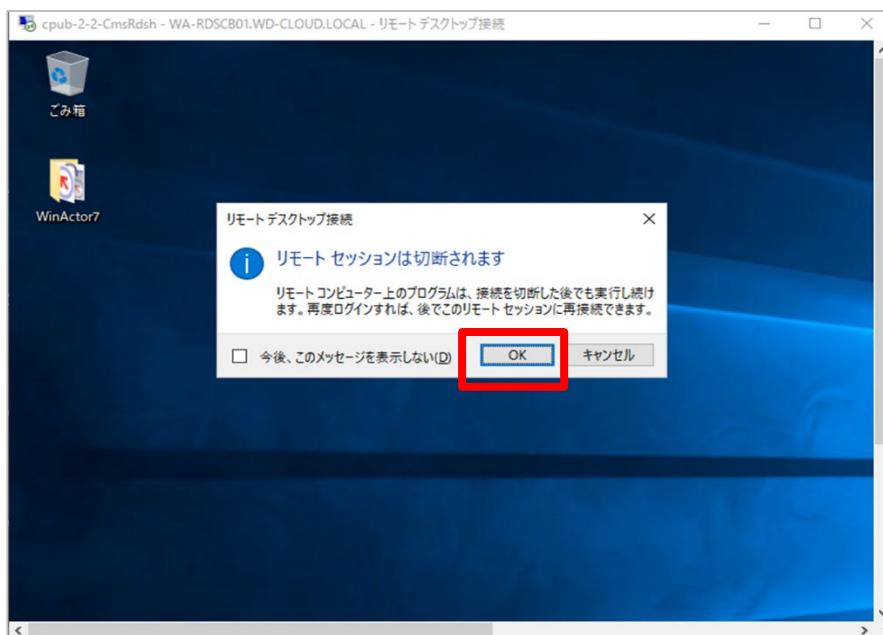 cpub-2-2-CmsRdsh - WA-RDSCB01.WD-CLOUD.LOCAL - リモート デスクトップ接続
ごみ箱
WinActor7
リモート デスクトップ接続
リモート セッションは切断されます
リモート コンピューター上のプログラムは、接続を切断した後でも実行し続け
ます。再度ログインすれば、後でこのリモート セッションに再接続できます。
今後、このメッセージを表示しない(D)
OK
キャンセル